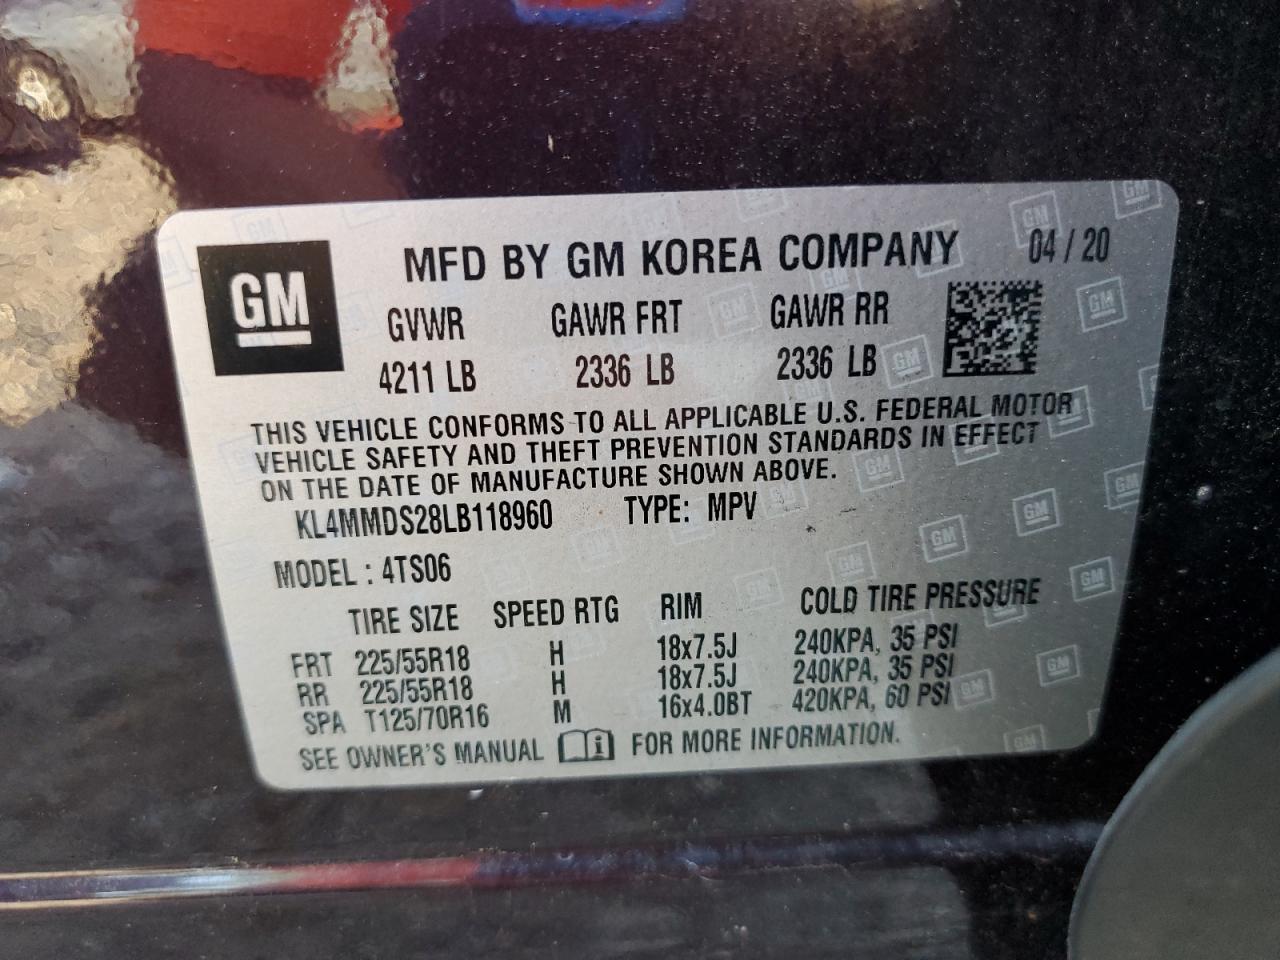 GM MFD BY GM KOREA COMPANY 04 / 20
GVWR GAWR FRT GAWR RR
4211 LB 2336 LB 2336 LB
THIS VEHICLE CONFORMS TO ALL APPLICABLE U.S. FEDERAL MOTOR
VEHICLE SAFETY AND THEFT PREVENTION STANDARDS IN EFFECT
ON THE DATE OF MANUFACTURE SHOWN ABOVE.
KL4MMDS28LB118960 TYPE: MPV
MODEL : 4TS06
TIRE SIZE SPEED RTG RIM COLD TIRE PRESSURE
FRT 225/55R18 H 18x7.5J 240KPA, 35 PSI
RR 225/55R18 H 18x7.5J 240KPA, 35 PSI
SPA T125/70R16 M 16x4.0BT 420KPA, 60 PSI
SEE OWNER'S MANUAL i FOR MORE INFORMATION.